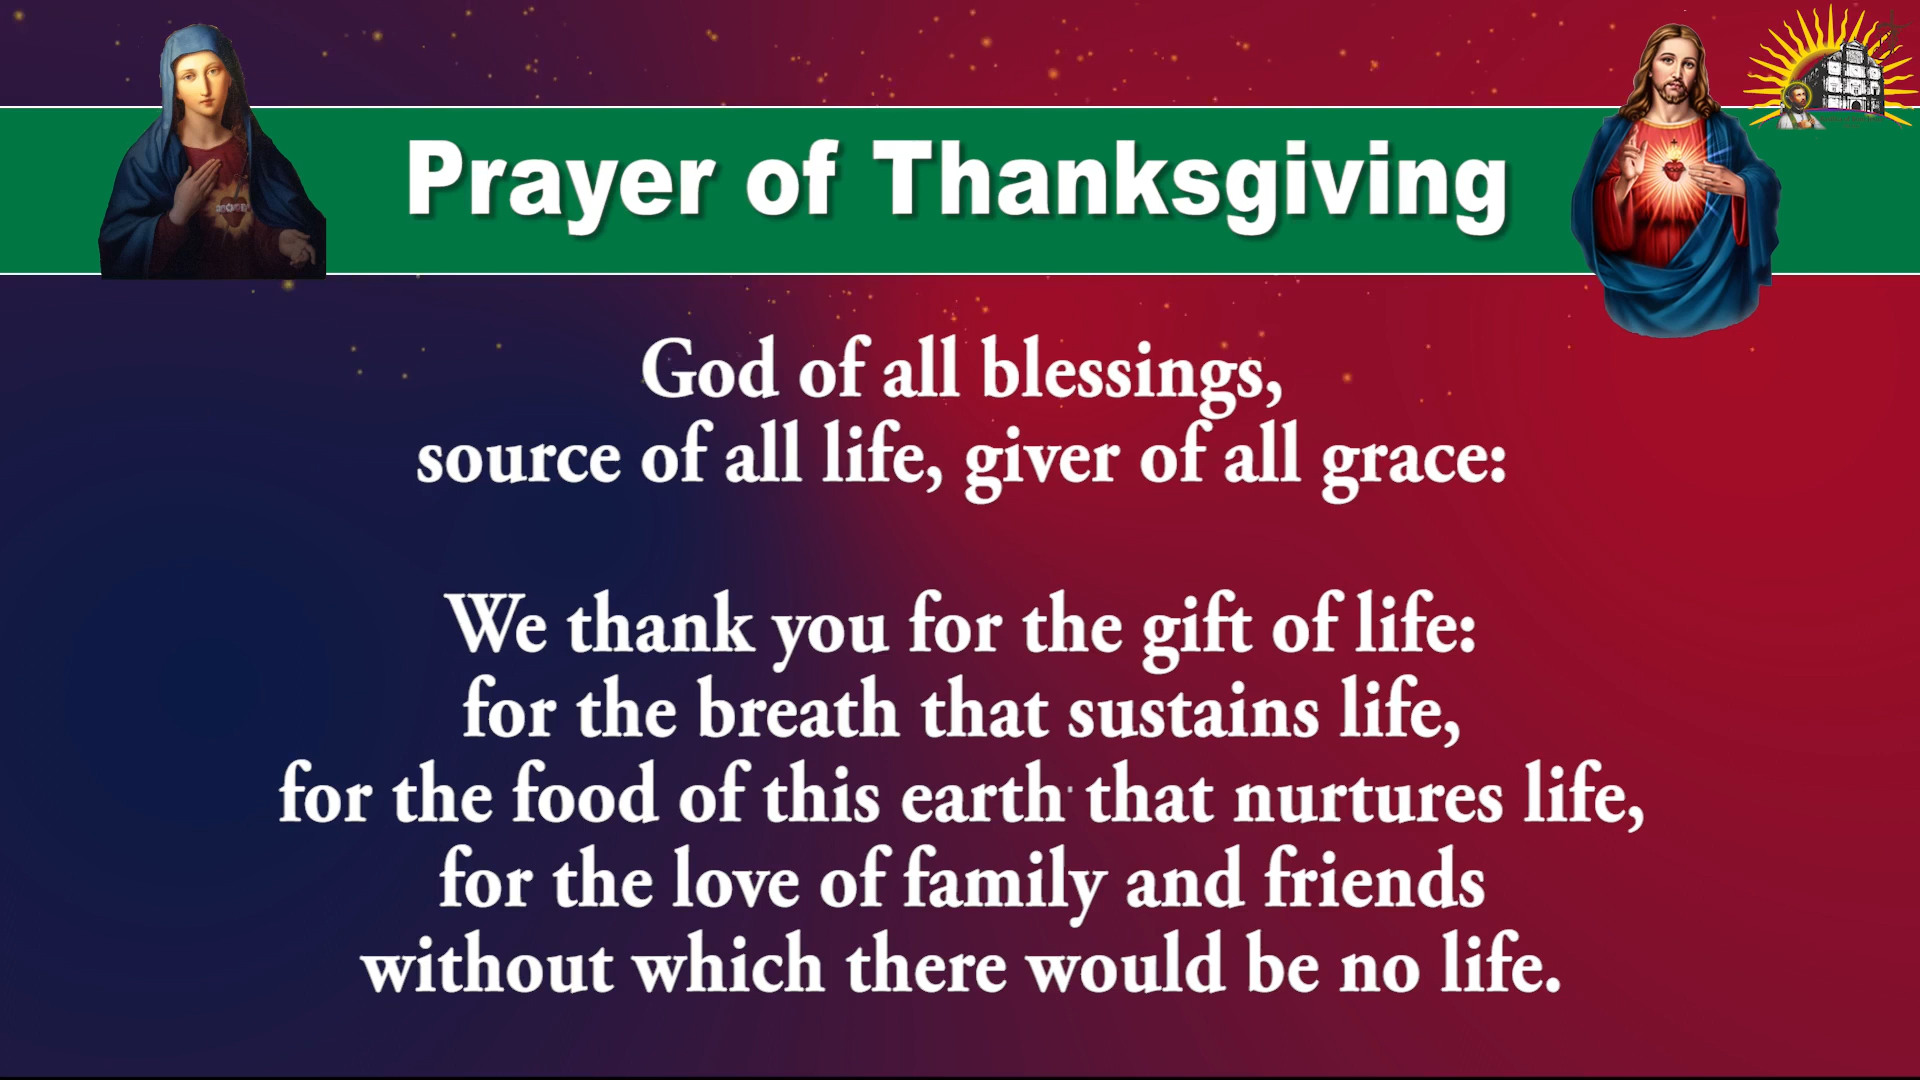 Prayer of Thanksgiving
God of all blessings,
source of all life, giver of all grace:
We thank you for the gift of life:
for the breath that sustains life,
for the food of this earth that nurtures life,
for the love of family and friends
without which there would be no life.